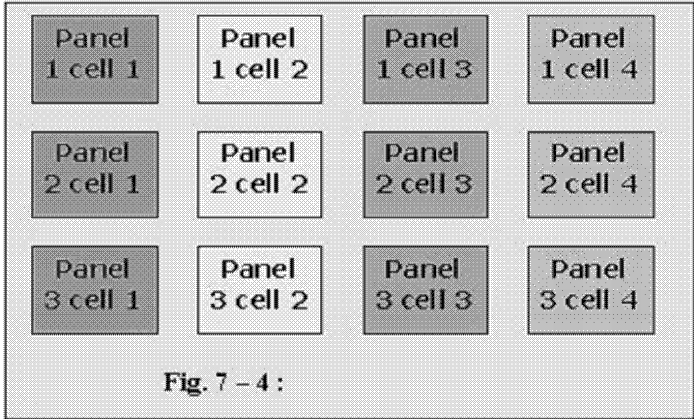 Panel
1 cell 1
Panel
1 cell 2
Panel
1 cell 3
Panel
1 cell 4
Panel
2 cell 1
Panel
2 cell 2
Panel
2 cell 3
Panel
2 cell 4
Panel
3 cell 1
Panel
3 cell 2
Panel
3 cell 3
Panel
3 cell 4
Fig. 7 – 4 :